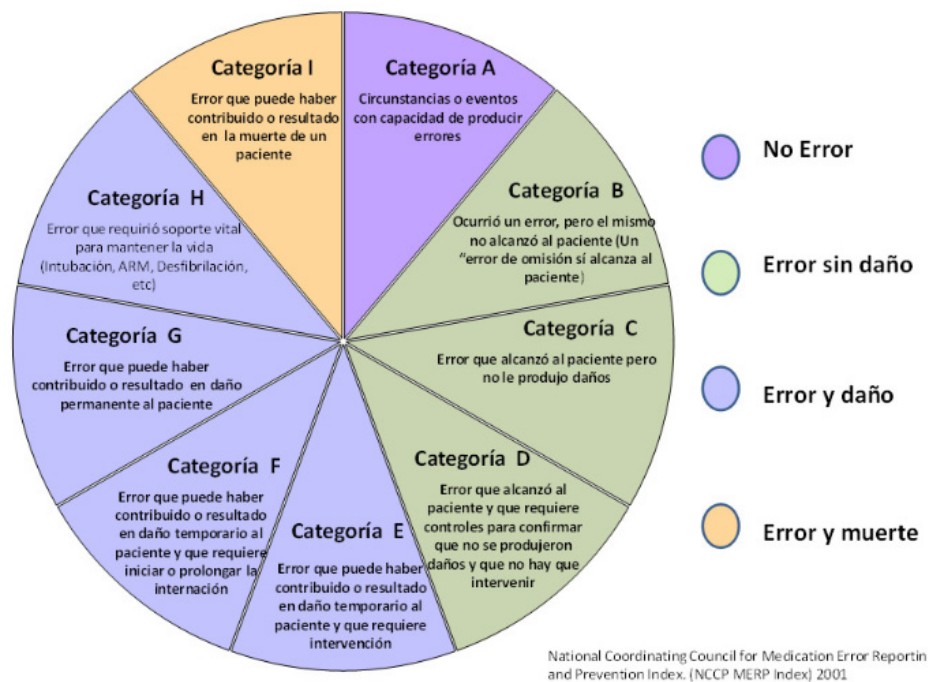 Categoría A
Circunstancias o eventos
con capacidad de producir
errores
Categoría B
Ocurrió un error, pero el mismo
no alcanzó al paciente (Un
“error de omisión sí alcanza al
paciente)
Categoría C
Error que alcanzó al paciente pero
no le produjo daños
Categoría D
Error que alcanzó al
paciente y que requiere
controles para confirmar
que no se produjeron
daños y que no hay que
intervenir
Categoría E
Error que puede haber
contribuido o resultado
en daño temporario al
paciente y que requiere
intervención
Categoría F
Error que puede haber
contribuido o resultado
en daño temporario al
paciente y que requiere
iniciar o prolongar la
internación
Categoría G
Error que puede haber
contribuido o resultado en daño
permanente al paciente
Categoría H
Error que requirió soporte vital
para mantener la vida
(Intubación, ARM, Desfibrilación,
etc)
Categoría I
Error que puede haber
contribuido o resultado
en la muerte de un
paciente
No Error
Error sin daño
Error y daño
Error y muerte
National Coordinating Council for Medication Error Reportin
and Prevention Index. (NCCP MERP Index) 2001